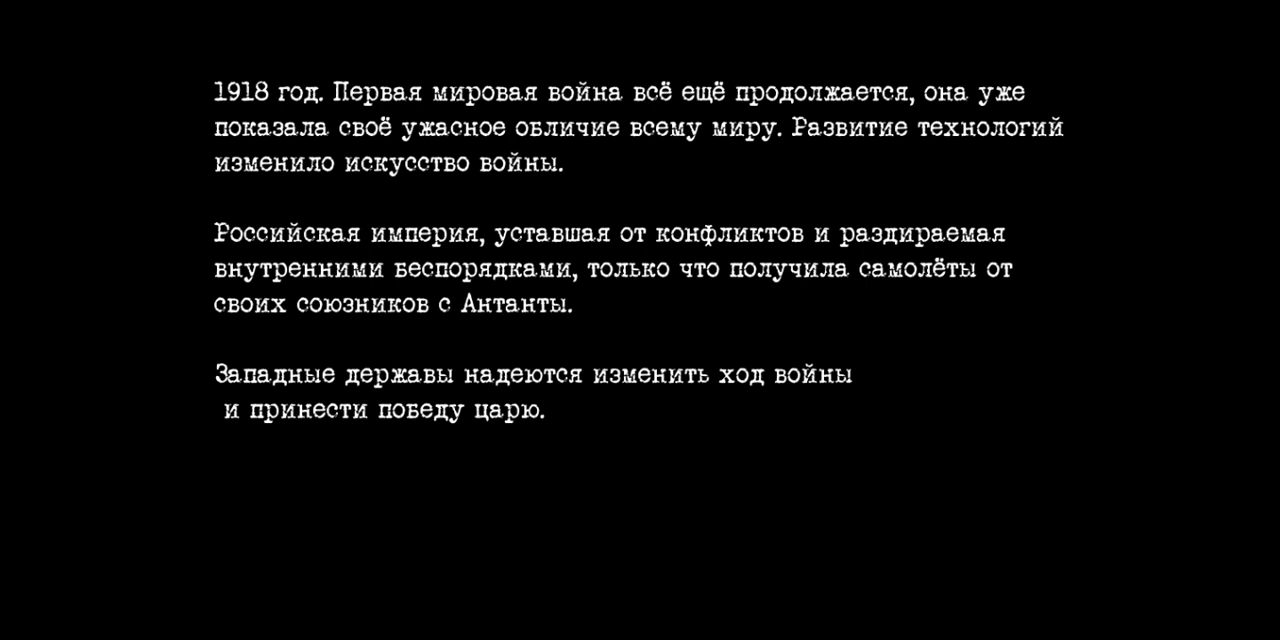 1918 год. Первая мировая война всё ещё продолжается, она уже
показала своё ужасное обличие всему миру. Развитие технологий
изменило искусство войны.
Российская империя, уставшая от конфликтов и раздираемая
внутренними беспорядками, только что получила самолёты от
своих союзников с Антанты.
Западные державы надеются изменить ход войны
и принести победу царю.